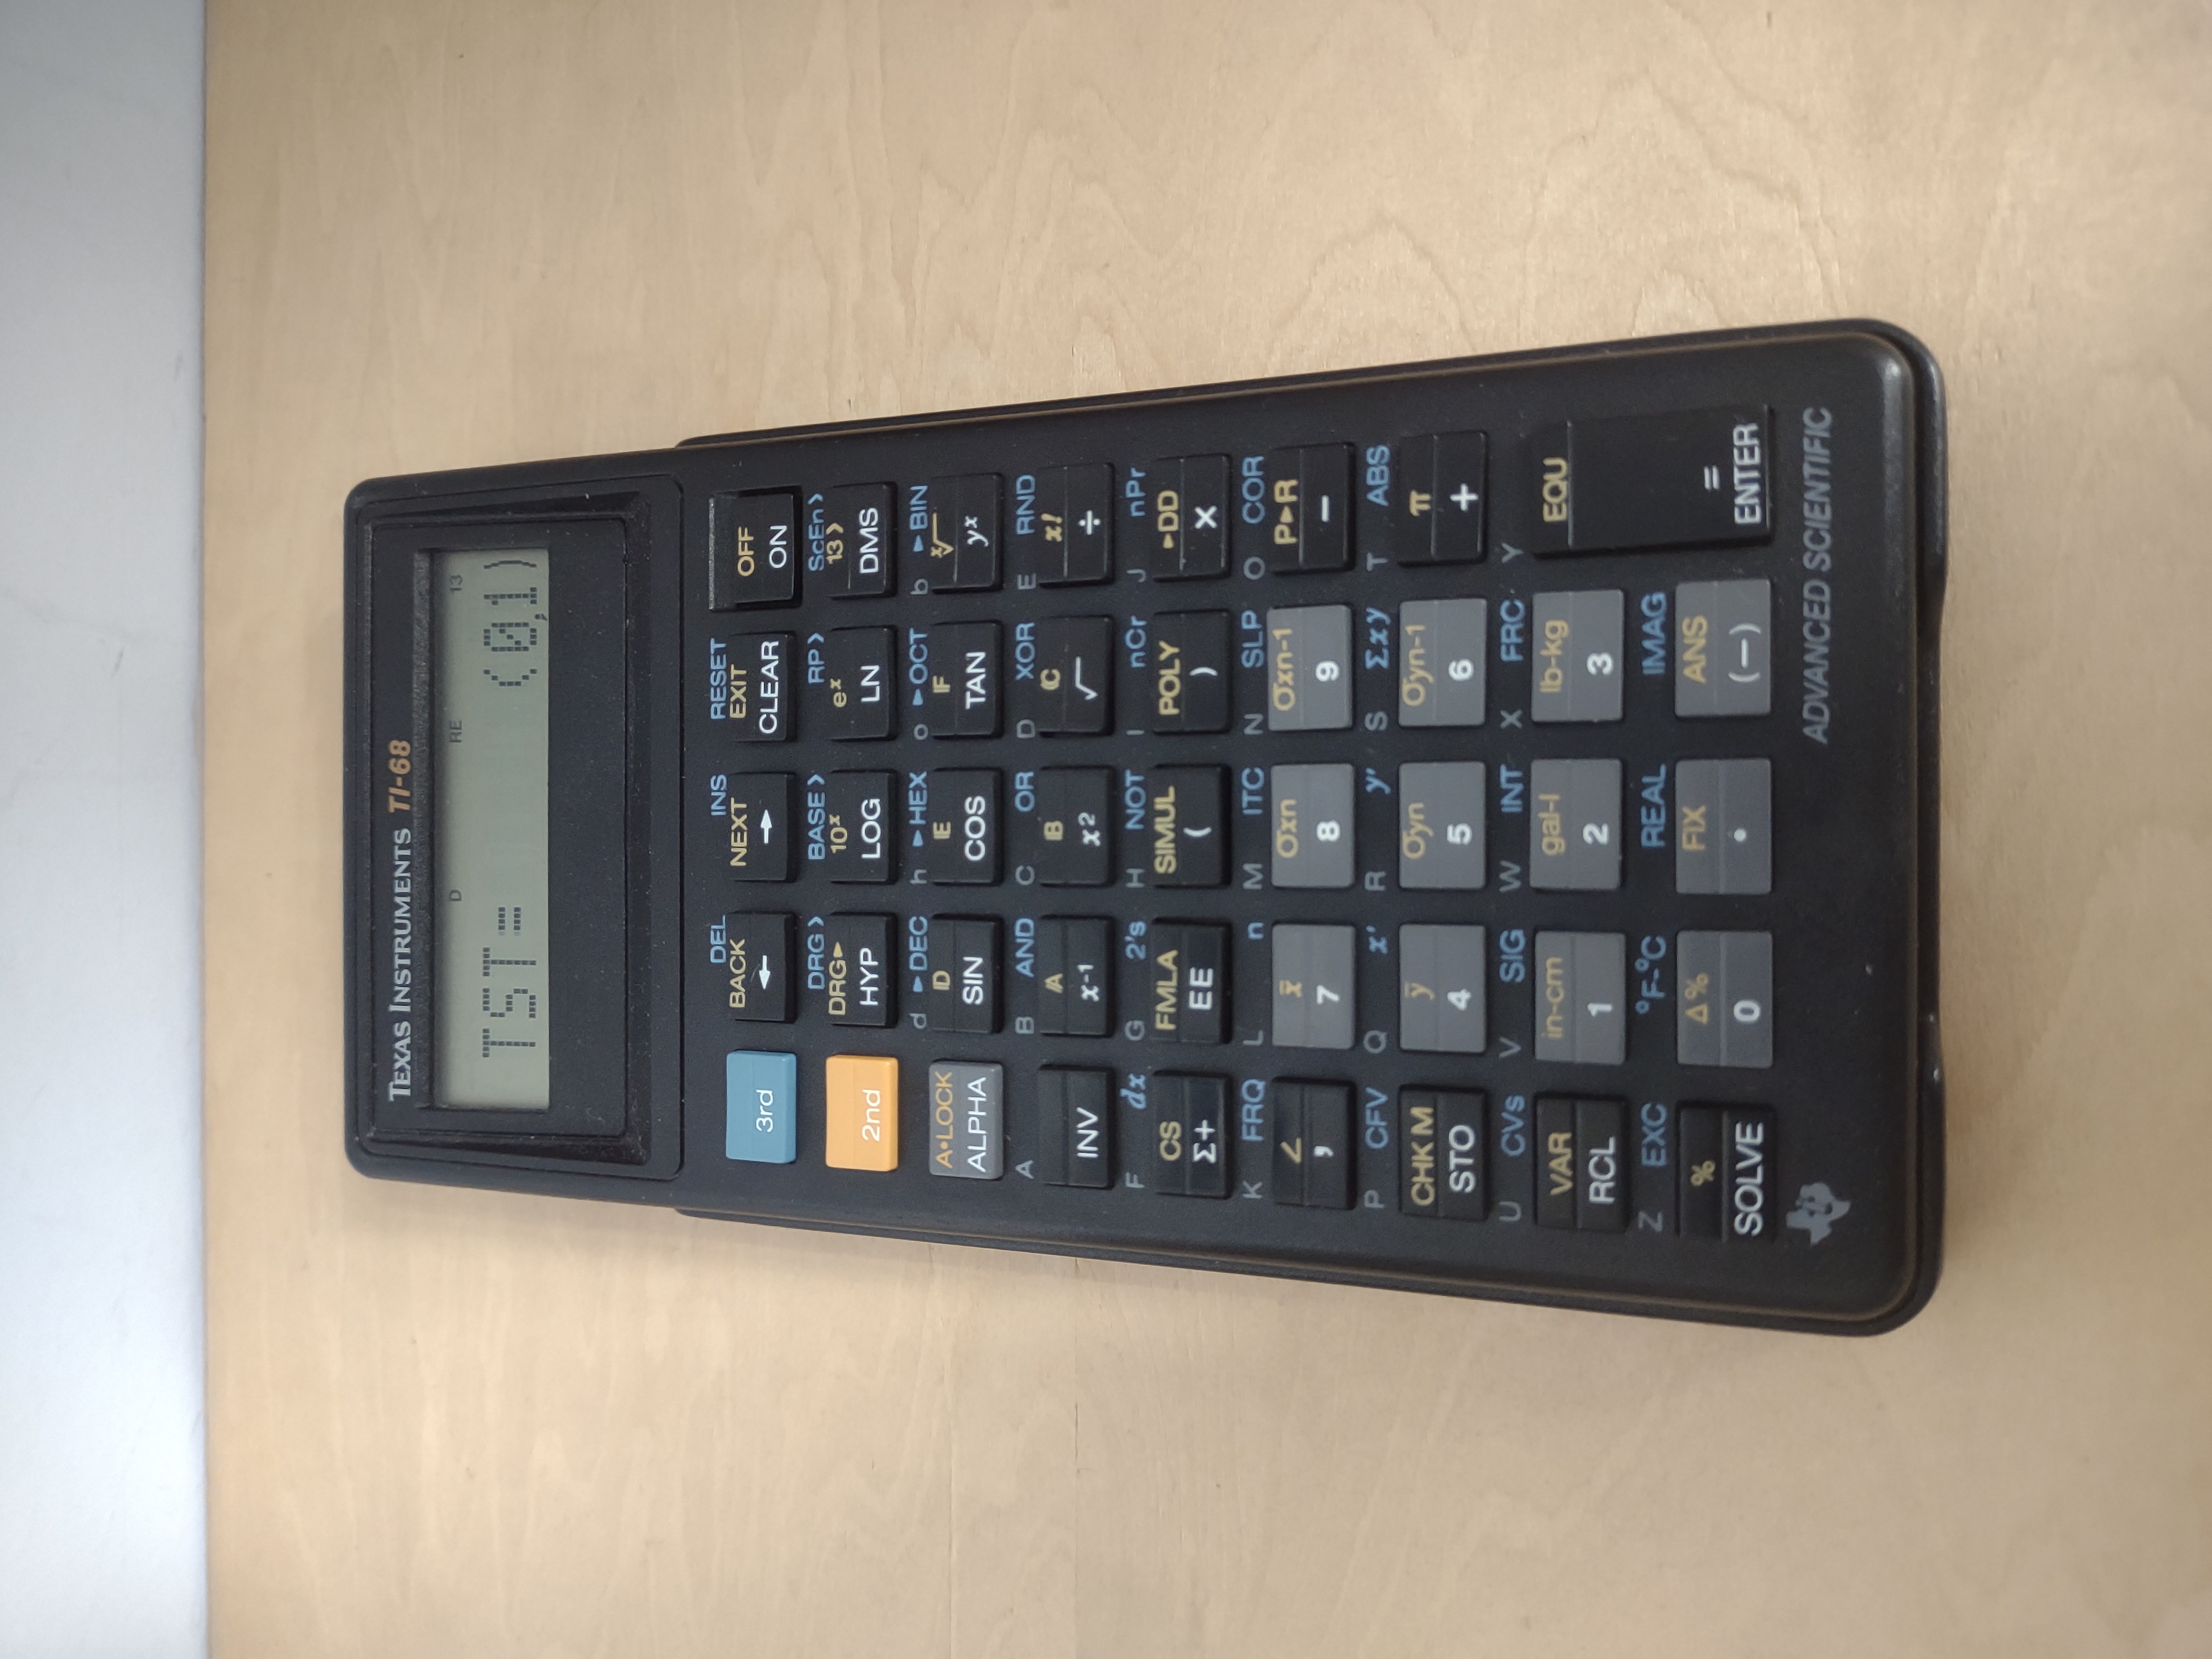 TEXAS INSTRUMENTS TI-68
D RE 13
TST= (0,1)
DEL INS RESET
3rd BACK NEXT EXIT OFF
← → CLEAR ON
DRG❯ BASE❯ RP❯ ScEn❯
2nd DRG► 10ˣ eˣ 13❯
HYP LOG LN DMS
d ►DEC h ►HEX o ►OCT b ►BIN
A•LOCK D E F ˣ√
ALPHA SIN COS TAN yˣ
A B AND C OR D XOR E RND
A B C x!
INV x⁻¹ x² √ ÷
F dx G 2's H NOT I nCr J nPr
CS FMLA SIMUL POLY ►DD
Σ+ EE ( ) ×
K FRQ L n M ITC N SLP O COR
∠ x̄ σxn σxn-1 P►R
, 7 8 9 −
P CFV Q x' R y' S Σxy T ABS
CHK M ȳ σyn σyn-1 π
STO 4 5 6 +
U CVs V SIG W INT X FRC Y
VAR in-cm gal-l lb-kg EQU
RCL 1 2 3
Z EXC °F-°C REAL IMAG
% Δ% FIX ANS =
SOLVE 0 • (−) ENTER
ADVANCED SCIENTIFIC